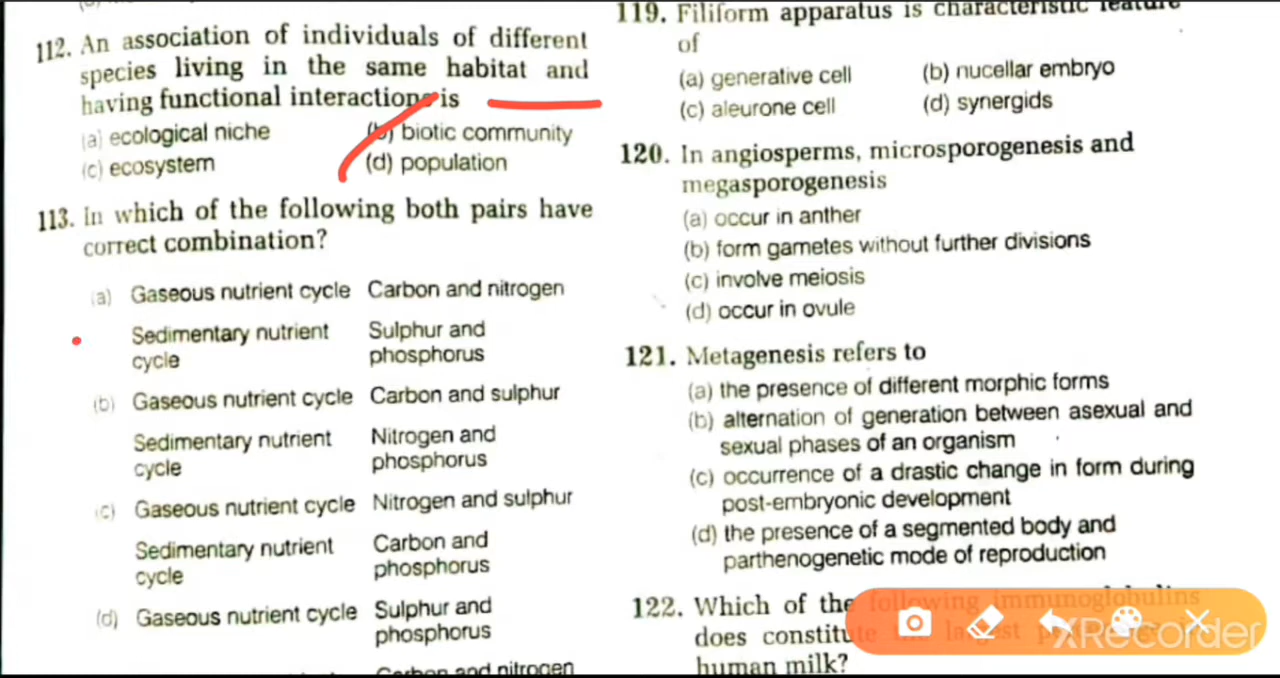 112. An association of individuals of different
species living in the same habitat and
having functional interactions is
(a) ecological niche (b) biotic community
(c) ecosystem (d) population
113. In which of the following both pairs have
correct combination?
(a) Gaseous nutrient cycle Carbon and nitrogen
Sedimentary nutrient Sulphur and
cycle phosphorus
(b) Gaseous nutrient cycle Carbon and sulphur
Sedimentary nutrient Nitrogen and
cycle phosphorus
(c) Gaseous nutrient cycle Nitrogen and sulphur
Sedimentary nutrient Carbon and
cycle phosphorus
(d) Gaseous nutrient cycle Sulphur and
phosphorus
Carbon and nitrogen
119. Filiform apparatus is characteristic feature
of
(a) generative cell (b) nucellar embryo
(c) aleurone cell (d) synergids
120. In angiosperms, microsporogenesis and
megasporogenesis
(a) occur in anther
(b) form gametes without further divisions
(c) involve meiosis
(d) occur in ovule
121. Metagenesis refers to
(a) the presence of different morphic forms
(b) alternation of generation between asexual and
sexual phases of an organism
(c) occurrence of a drastic change in form during
post-embryonic development
(d) the presence of a segmented body and
parthenogenetic mode of reproduction
122. Which of the following immunoglobulins
does constitute the largest
human milk?
XRecorder